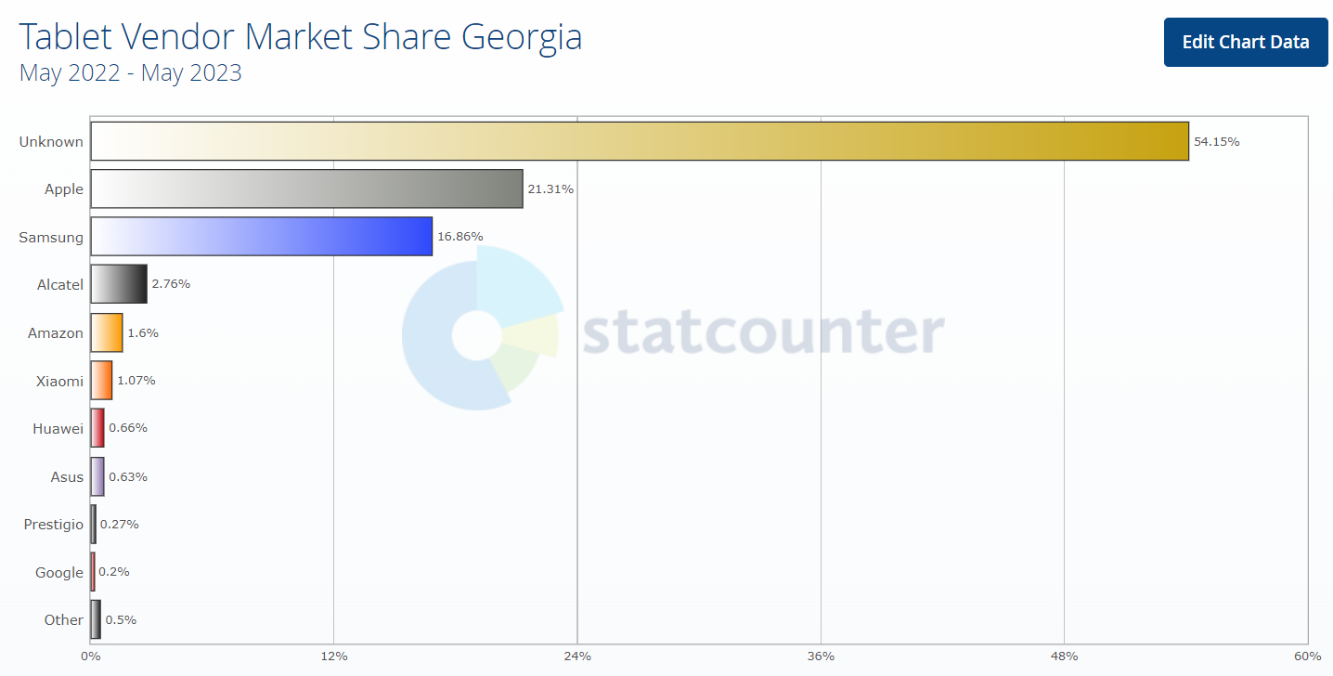 Tablet Vendor Market Share Georgia
May 2022 - May 2023
Edit Chart Data
Unknown 54.15%
Apple 21.31%
Samsung 16.86%
Alcatel 2.76%
Amazon 1.6%
Xiaomi 1.07%
Huawei 0.66%
Asus 0.63%
Prestigio 0.27%
Google 0.2%
Other 0.5%
statcounter
0% 12% 24% 36% 48% 60%